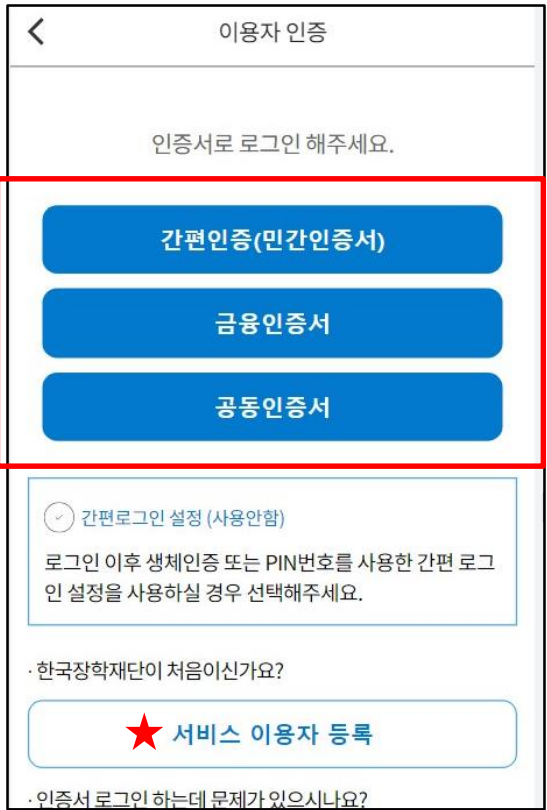 이용자 인증
인증서로 로그인 해주세요.
간편인증(민간인증서)
금융인증서
공동인증서
간편로그인 설정 (사용안함)
로그인 이후 생체인증 또는 PIN번호를 사용한 간편 로그
인 설정을 사용하실 경우 선택해주세요.
· 한국장학재단이 처음이신가요?
서비스 이용자 등록
· 인증서 로그인 하는데 문제가 있으시나요?